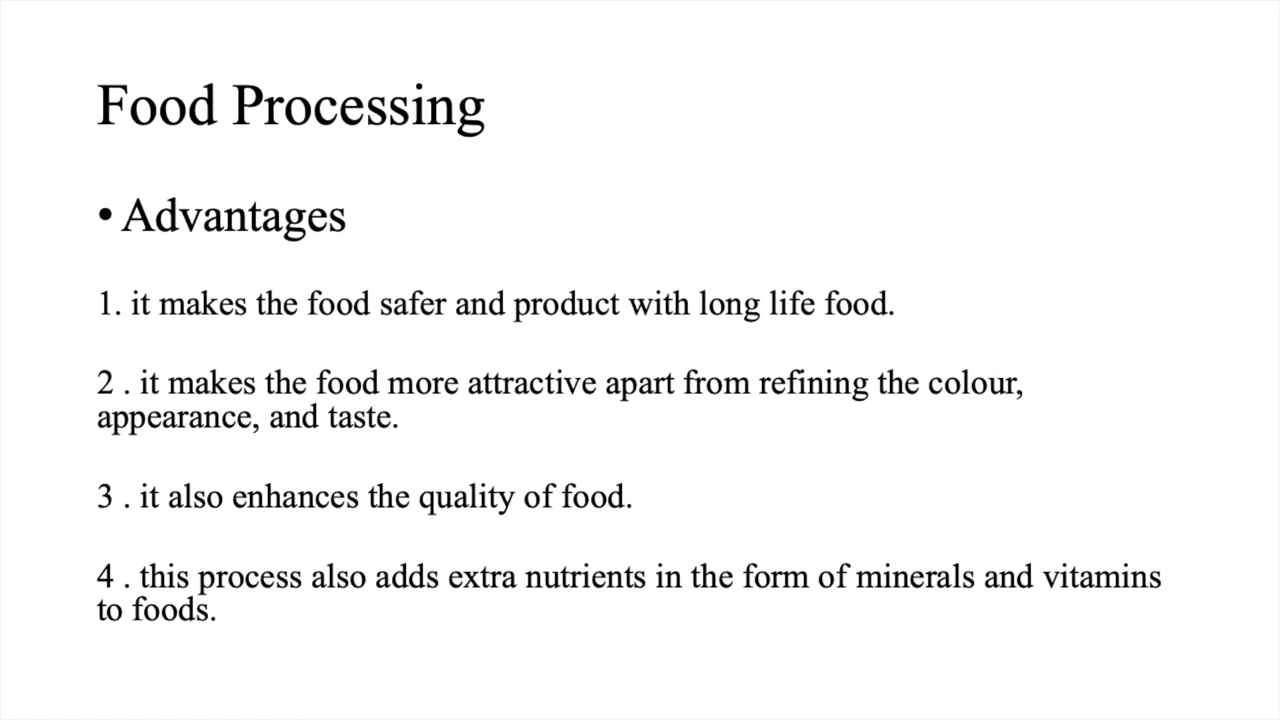 Food Processing
• Advantages
1. it makes the food safer and product with long life food.
2 . it makes the food more attractive apart from refining the colour,
appearance, and taste.
3 . it also enhances the quality of food.
4 . this process also adds extra nutrients in the form of minerals and vitamins
to foods.